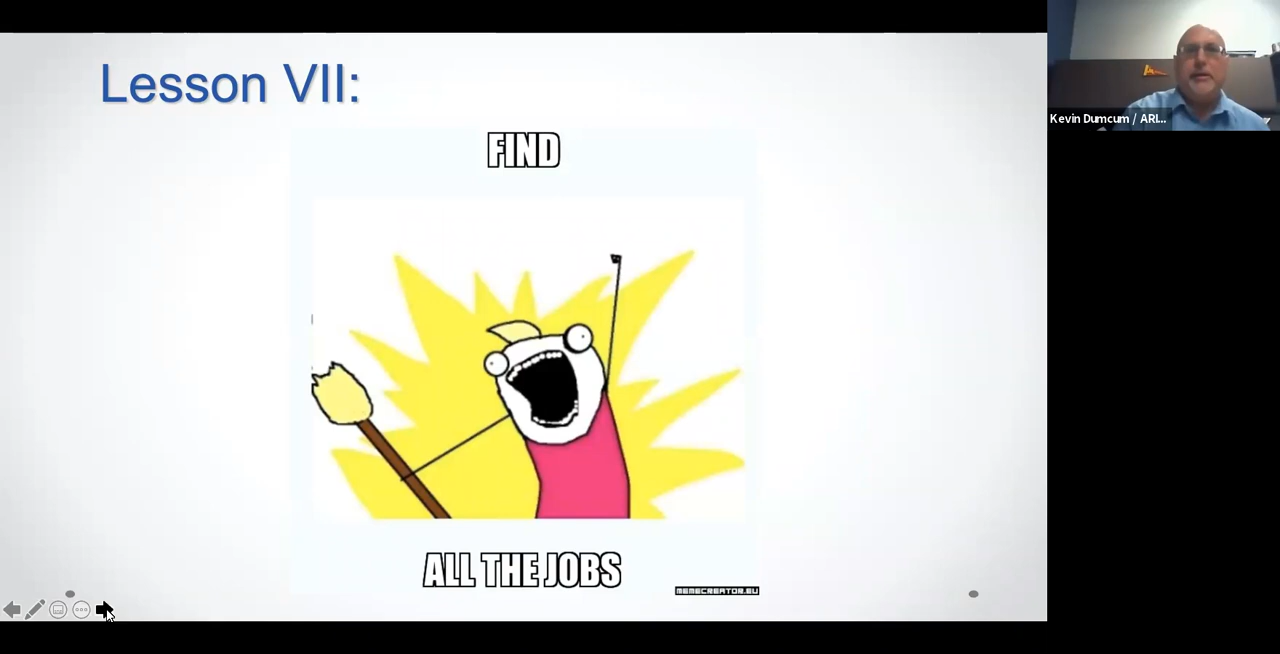 Lesson VII:
FIND
ALL THE JOBS
MEMECREATOR.EU
Kevin Dumcum / ARI...